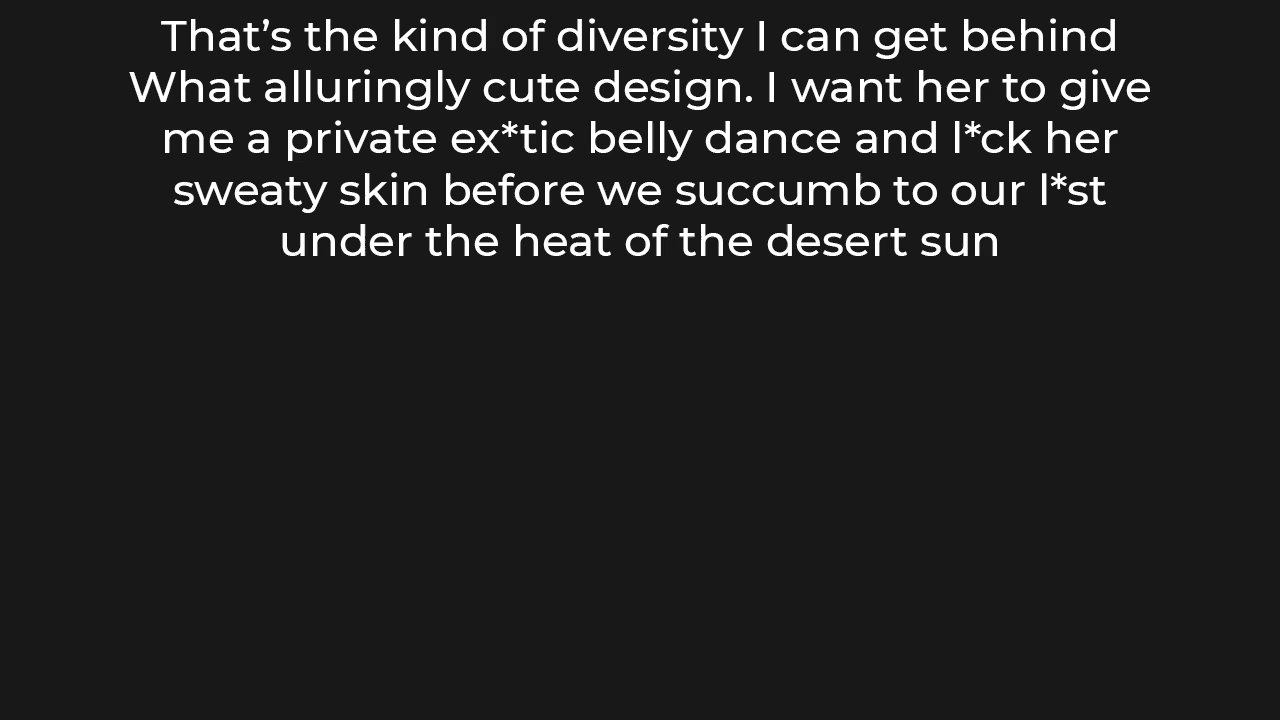 That’s the kind of diversity I can get behind
What alluringly cute design. I want her to give
me a private ex*tic belly dance and l*ck her
sweaty skin before we succumb to our l*st
under the heat of the desert sun